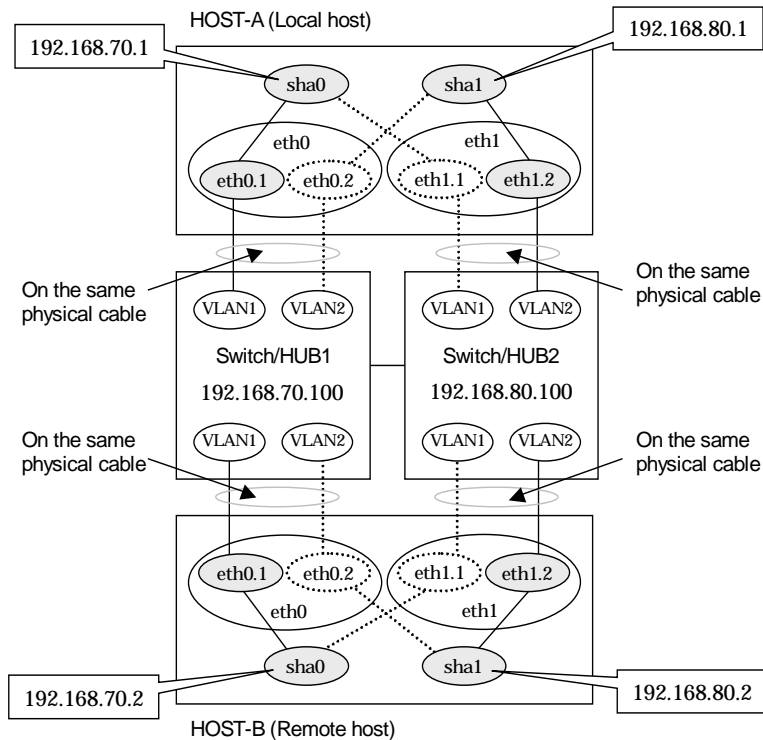 HOST-A (Local host)
192.168.70.1
192.168.80.1
sha0
sha1
eth0
eth1
eth0.1
eth0.2
eth1.1
eth1.2
On the same
physical cable
On the same
physical cable
VLAN1
VLAN2
VLAN1
VLAN2
Switch/HUB1
192.168.70.100
Switch/HUB2
192.168.80.100
VLAN1
VLAN2
VLAN1
VLAN2
On the same
physical cable
On the same
physical cable
eth0.1
eth0.2
eth1.1
eth1.2
eth0
eth1
sha0
sha1
192.168.70.2
192.168.80.2
HOST-B (Remote host)